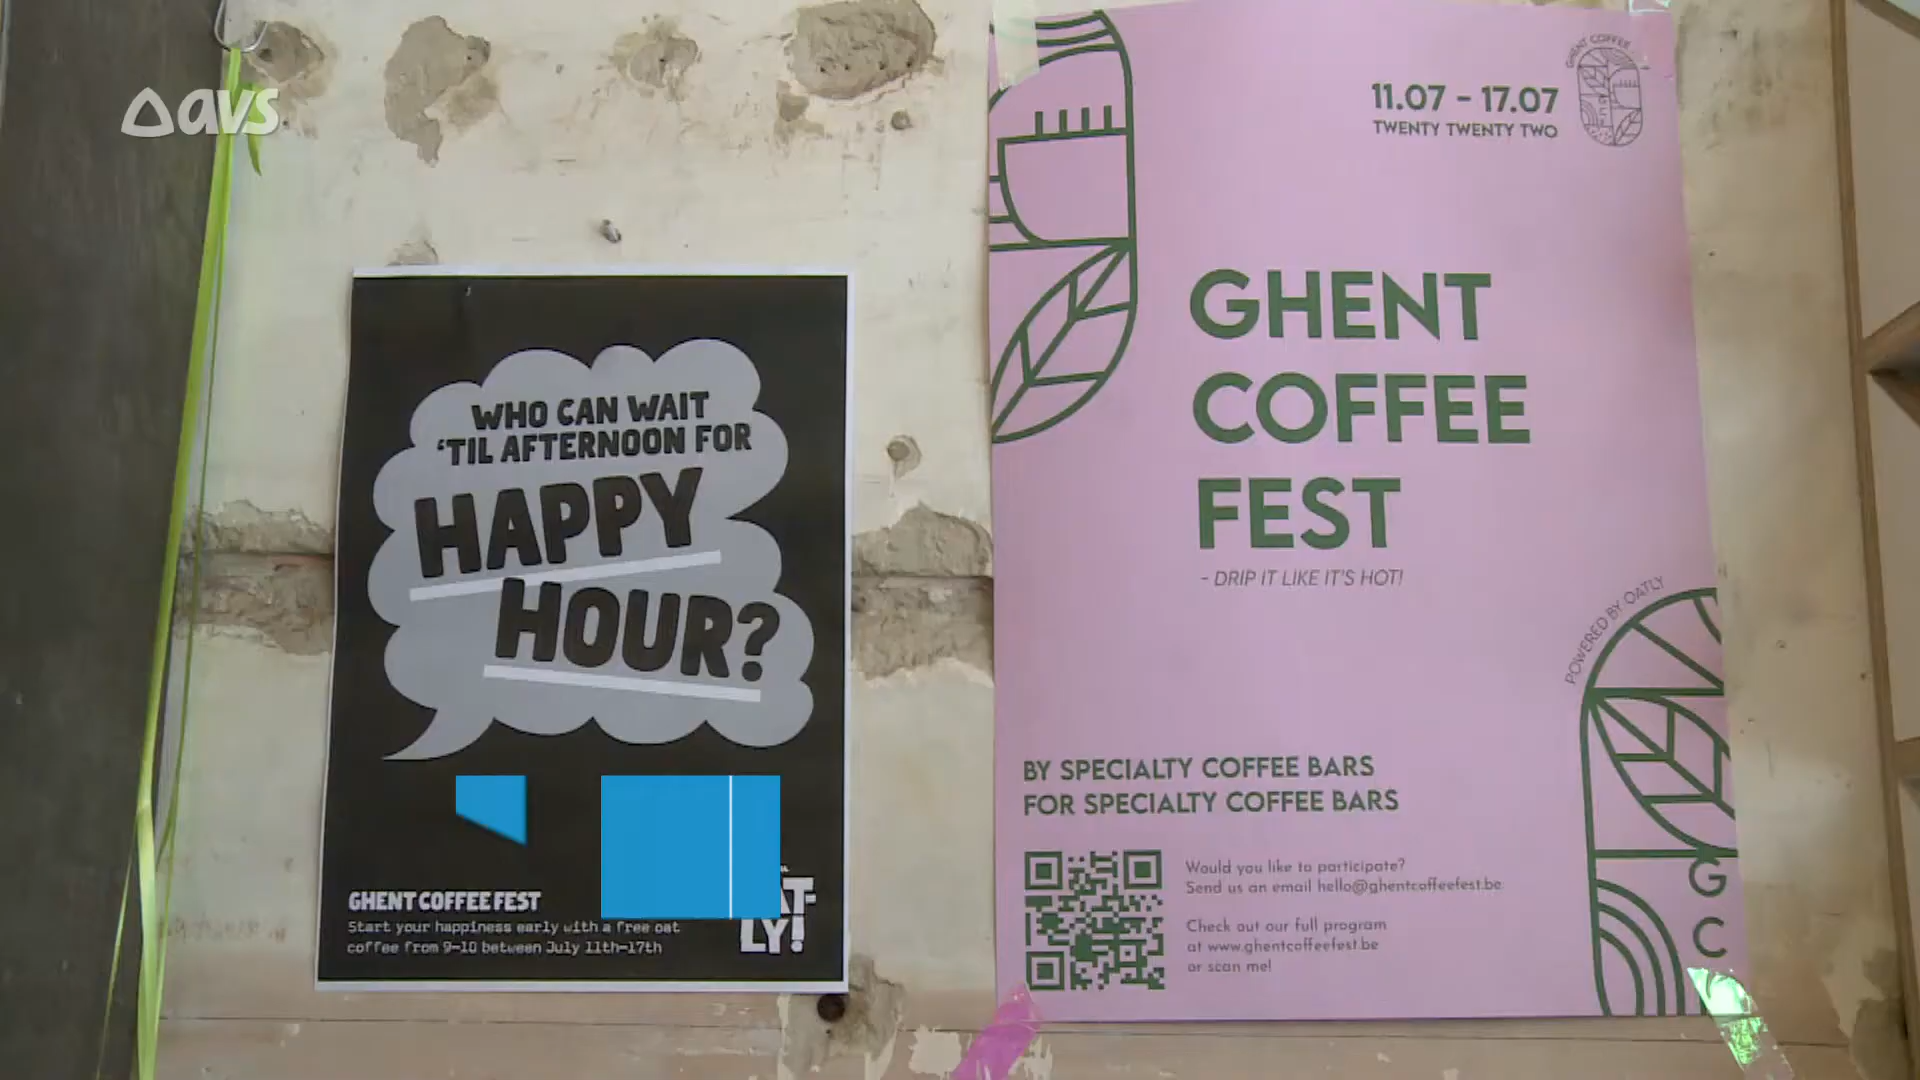 avs
WHO CAN WAIT
'TIL AFTERNOON FOR
HAPPY
HOUR?
GHENT COFFEE FEST
Start your happiness early with a free oat
coffee from 9-10 between July 11th-17th
LY!
11.07 - 17.07
TWENTY TWENTY TWO
GHENT COFFEE
GHENT
COFFEE
FEST
- DRIP IT LIKE IT'S HOT!
POWERED BY OATLY
BY SPECIALTY COFFEE BARS
FOR SPECIALTY COFFEE BARS
Would you like to participate?
Send us an email hello@ghentcoffeefest.be
Check out our full program
at www.ghentcoffeefest.be
or scan me!
G
C